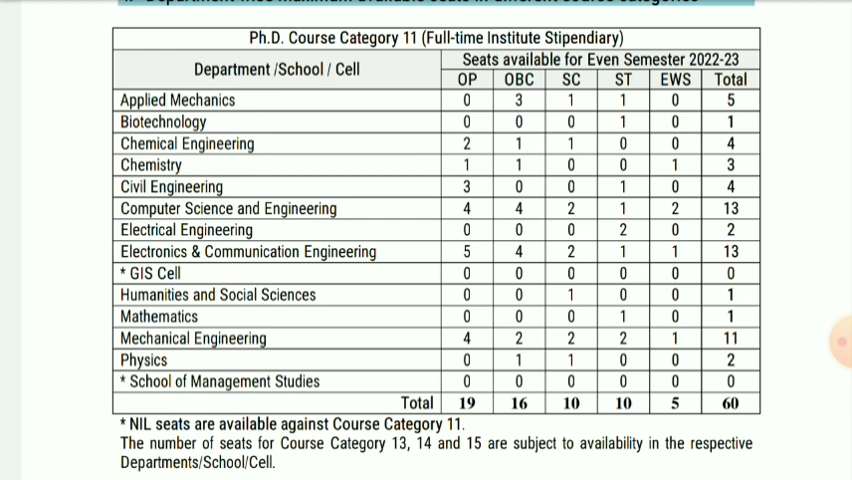 Ph.D. Course Category 11 (Full-time Institute Stipendiary)
Department /School / Cell Seats available for Even Semester 2022-23
OP OBC SC ST EWS Total
Applied Mechanics 0 3 1 1 0 5
Biotechnology 0 0 0 1 0 1
Chemical Engineering 2 1 1 0 0 4
Chemistry 1 1 0 0 1 3
Civil Engineering 3 0 0 1 0 4
Computer Science and Engineering 4 4 2 1 2 13
Electrical Engineering 0 0 0 2 0 2
Electronics & Communication Engineering 5 4 2 1 1 13
* GIS Cell 0 0 0 0 0 0
Humanities and Social Sciences 0 0 1 0 0 1
Mathematics 0 0 0 1 0 1
Mechanical Engineering 4 2 2 2 1 11
Physics 0 1 1 0 0 2
* School of Management Studies 0 0 0 0 0 0
Total 19 16 10 10 5 60
* NIL seats are available against Course Category 11.
The number of seats for Course Category 13, 14 and 15 are subject to availability in the respective
Departments/School/Cell.